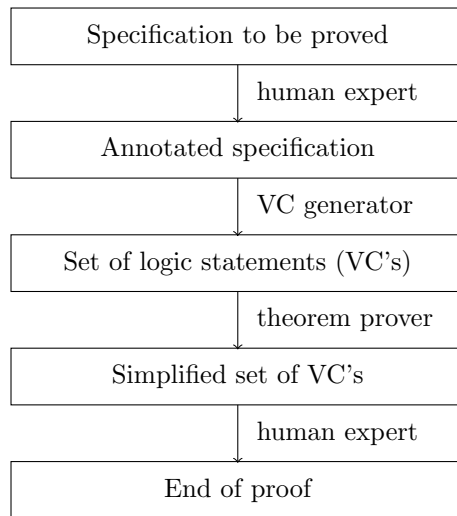 Specification to be proved
human expert
Annotated specification
VC generator
Set of logic statements (VC's)
theorem prover
Simplified set of VC's
human expert
End of proof